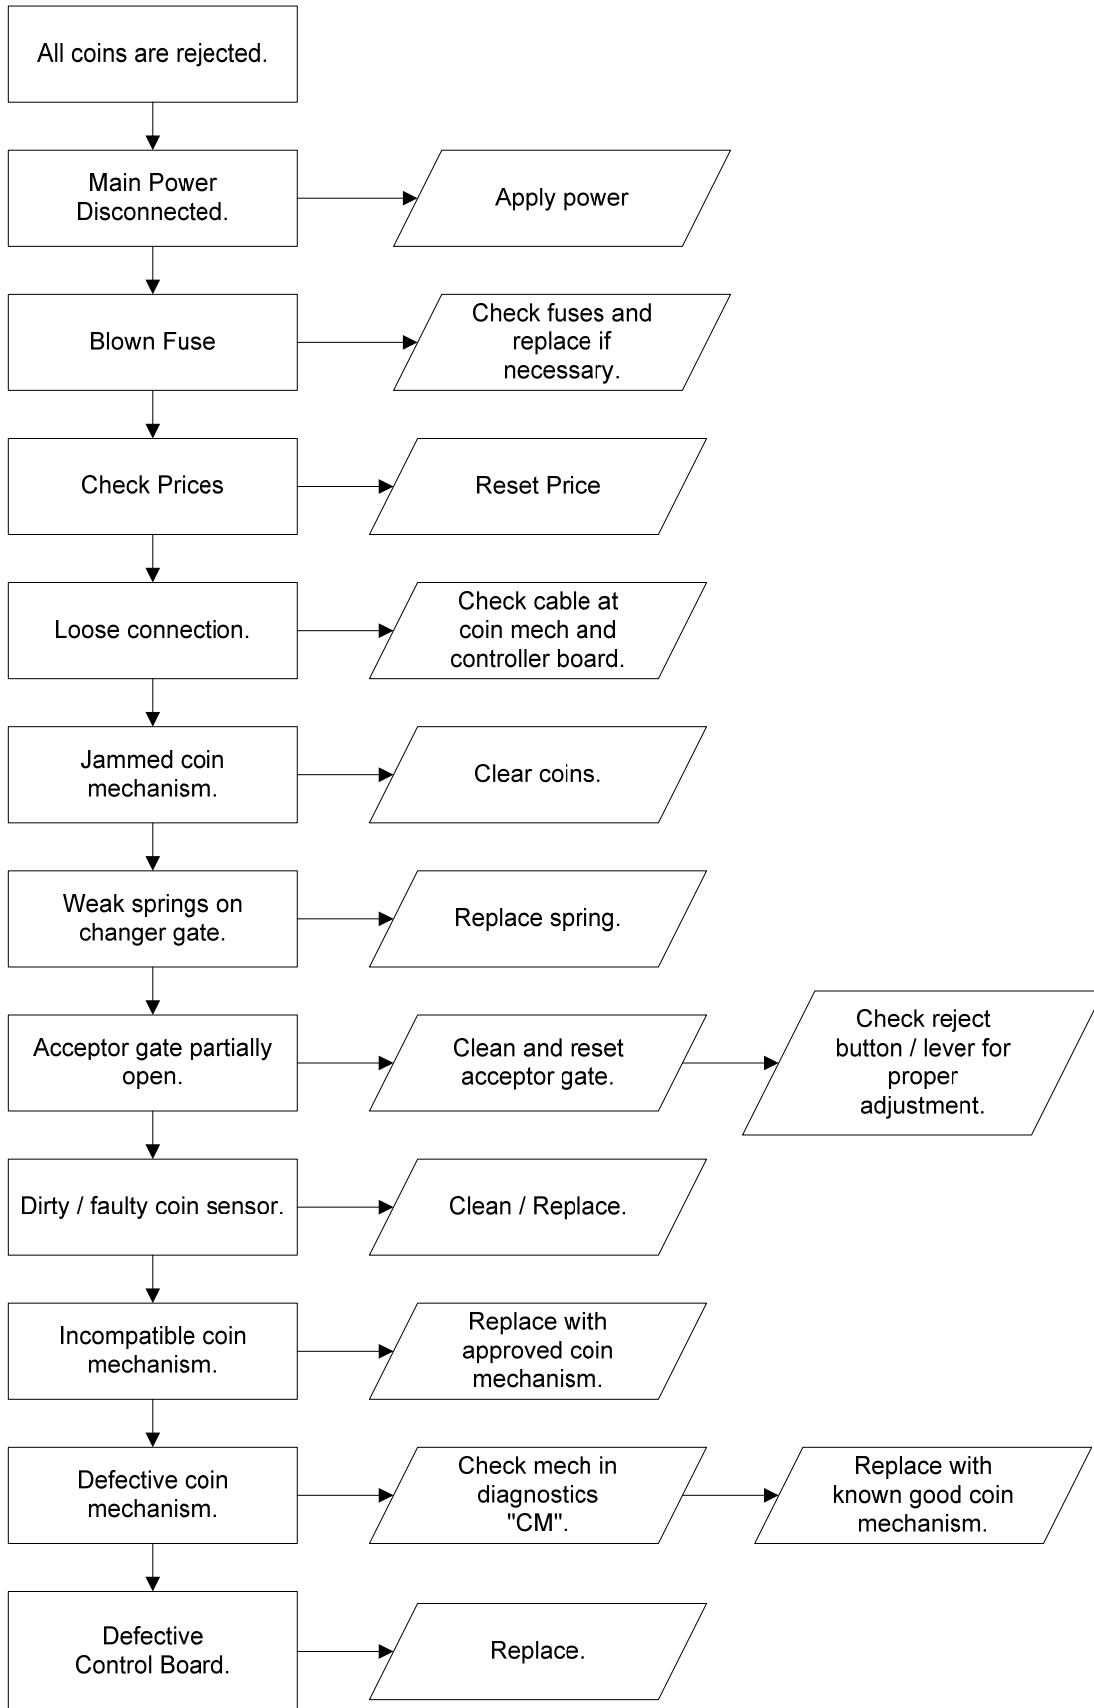 All coins are rejected.
Main Power
Disconnected.
Apply power
Blown Fuse
Check fuses and
replace if
necessary.
Check Prices
Reset Price
Loose connection.
Check cable at
coin mech and
controller board.
Jammed coin
mechanism.
Clear coins.
Weak springs on
changer gate.
Replace spring.
Acceptor gate partially
open.
Clean and reset
acceptor gate.
Check reject
button / lever for
proper
adjustment.
Dirty / faulty coin sensor.
Clean / Replace.
Incompatible coin
mechanism.
Replace with
approved coin
mechanism.
Defective coin
mechanism.
Check mech in
diagnostics
"CM".
Replace with
known good coin
mechanism.
Defective
Control Board.
Replace.